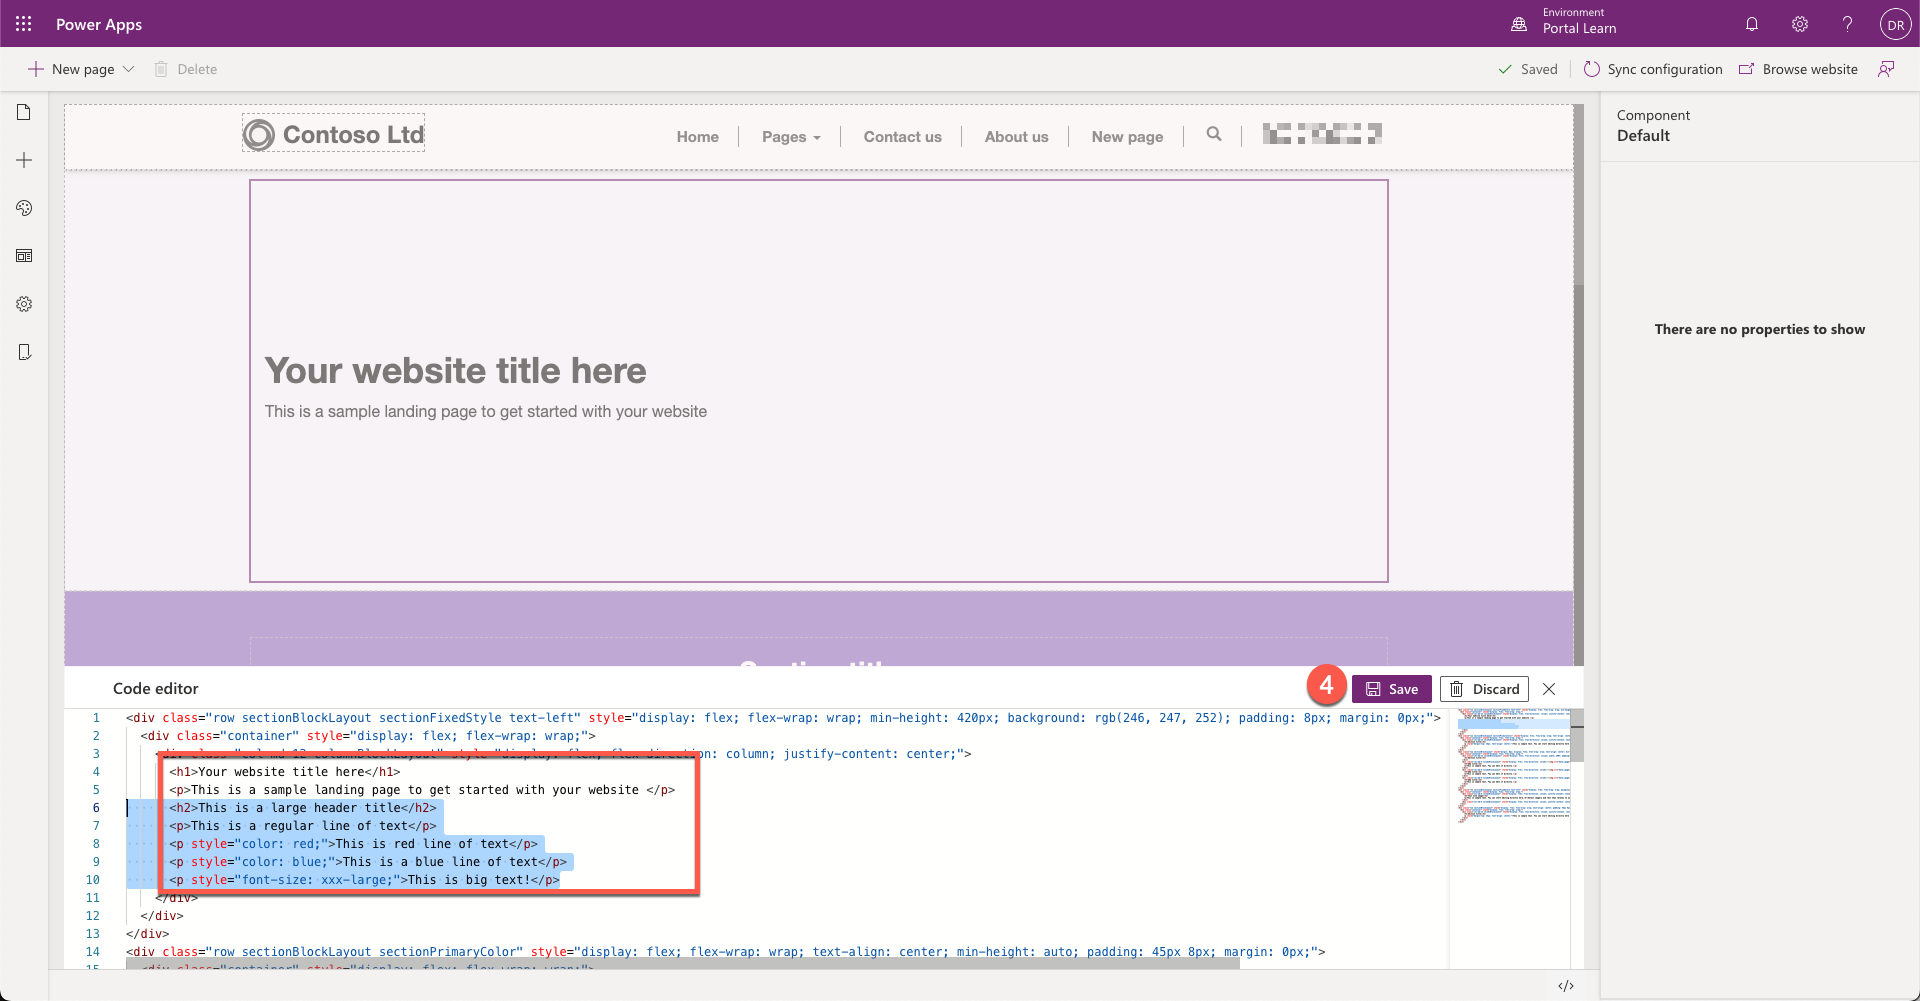 Power Apps
Environment
Portal Learn
DR
New page
Delete
Saved
Sync configuration
Browse website
Contoso Ltd
Home
Pages
Contact us
About us
New page
Component
Default
There are no properties to show
Your website title here
This is a sample landing page to get started with your website
Code editor
4
Save
Discard
1 <div class="row sectionBlockLayout sectionFixedStyle text-left" style="display: flex; flex-wrap: wrap; min-height: 420px; background: rgb(246, 247, 252); padding: 8px; margin: 0px;">
2 <div class="container" style="display: flex; flex-wrap: wrap;">
3 column; justify-content: center;">
4 <h1>Your website title here</h1>
5 <p>This is a sample landing page to get started with your website </p>
6 <h2>This is a large header title</h2>
7 <p>This is a regular line of text</p>
8 <p style="color: red;">This is red line of text</p>
9 <p style="color: blue;">This is a blue line of text</p>
10 <p style="font-size: xxx-large;">This is big text!</p>
11 </div>
12 </div>
13 </div>
14 <div class="row sectionBlockLayout sectionPrimaryColor" style="display: flex; flex-wrap: wrap; text-align: center; min-height: auto; padding: 45px 8px; margin: 0px;">
15